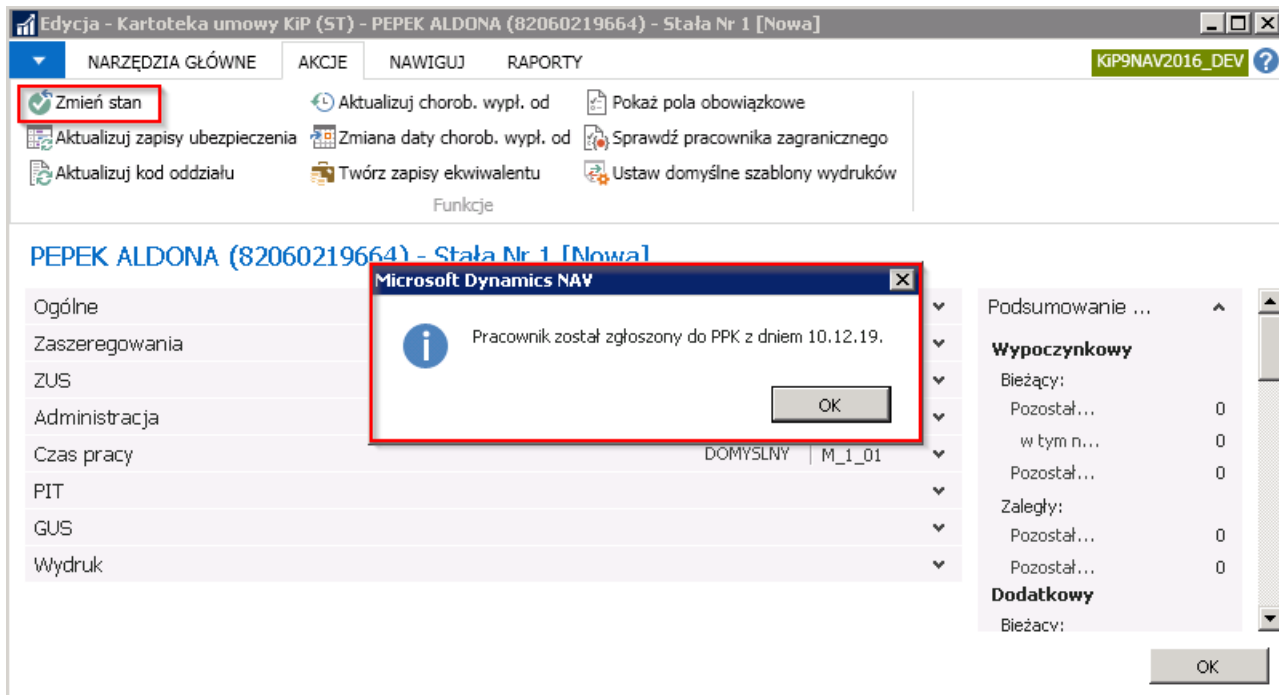 Edycja - Kartoteka umowy KiP (ST) - PEPEK ALDONA (82060219664) - Stała Nr 1 [Nowa]
NARZĘDZIA GŁÓWNE AKCJE NAWIGUJ RAPORTY KiP9NAV2016_DEV ?
Zmień stan Aktualizuj chorob. wypł. od Pokaż pola obowiązkowe
Aktualizuj zapisy ubezpieczenia Zmiana daty chorob. wypł. od Sprawdź pracownika zagranicznego
Aktualizuj kod oddziału Twórz zapisy ekwiwalentu Ustaw domyślne szablony wydruków
Funkcje
PEPEK ALDONA (82060219664) - Stała Nr 1 [Nowa]
Microsoft Dynamics NAV
Pracownik został zgłoszony do PPK z dniem 10.12.19.
OK
Ogólne
Zaszeregowania
ZUS
Administracja
Czas pracy DOMYŚLNY M_1_01
PIT
GUS
Wydruk
Podsumowanie ...
Wypoczynkowy
Bieżący:
Pozostał... 0
w tym n... 0
Pozostał... 0
Zaległy:
Pozostał... 0
Pozostał... 0
Dodatkowy
Bieżący:
OK